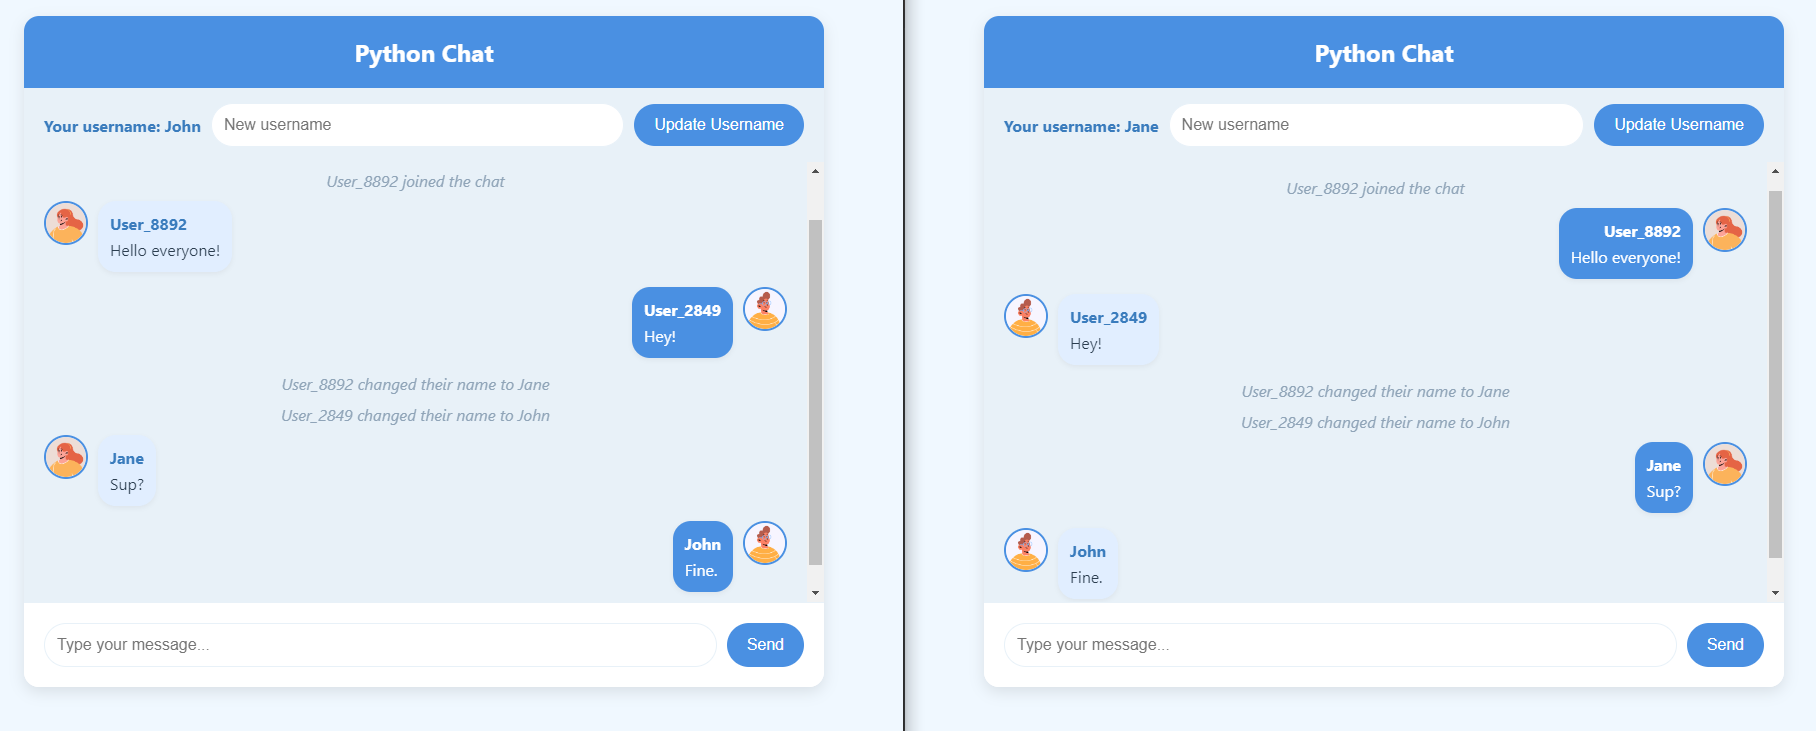 Python Chat
Your username: John
New username
Update Username
User_8892 joined the chat
User_8892
Hello everyone!
User_2849
Hey!
User_8892 changed their name to Jane
User_2849 changed their name to John
Jane
Sup?
John
Fine.
Type your message...
Send
Python Chat
Your username: Jane
New username
Update Username
User_8892 joined the chat
User_8892
Hello everyone!
User_2849
Hey!
User_8892 changed their name to Jane
User_2849 changed their name to John
Jane
Sup?
John
Fine.
Type your message...
Send